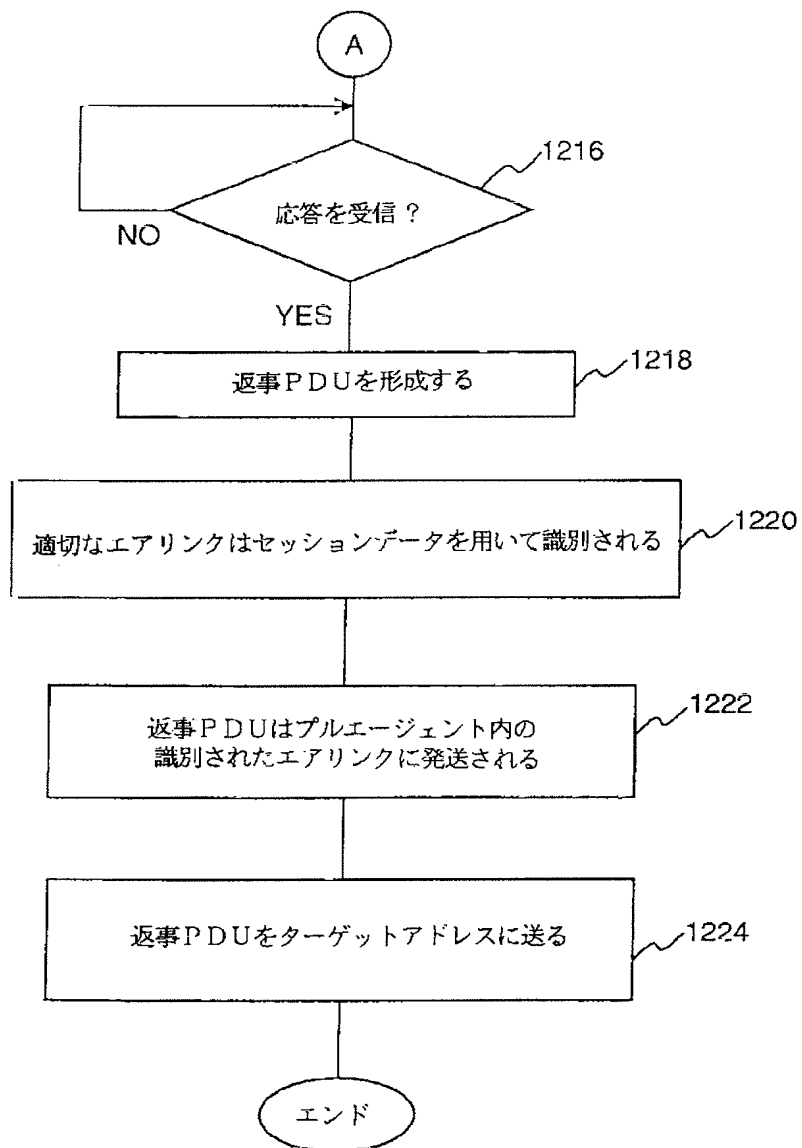 A
1216
応答を受信？
NO
YES
1218
返事ＰＤＵを形成する
1220
適切なエアリンクはセッションデータを用いて識別される
1222
返事ＰＤＵはプルエージェント内の
識別されたエアリンクに発送される
返事ＰＤＵをターゲットアドレスに送る
1224
エンド